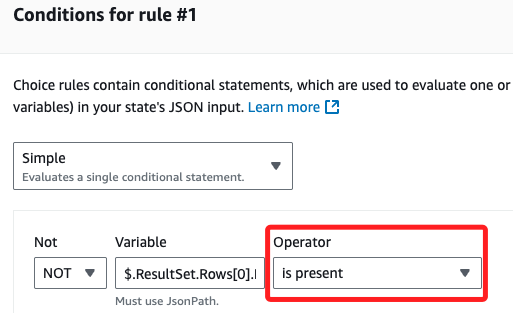 Conditions for rule #1
Choice rules contain conditional statements, which are used to evaluate one or
variables) in your state's JSON input. Learn more
Simple
Evaluates a single conditional statement.
Not Variable Operator
NOT $.ResultSet.Rows[0]. is present
Must use JsonPath.